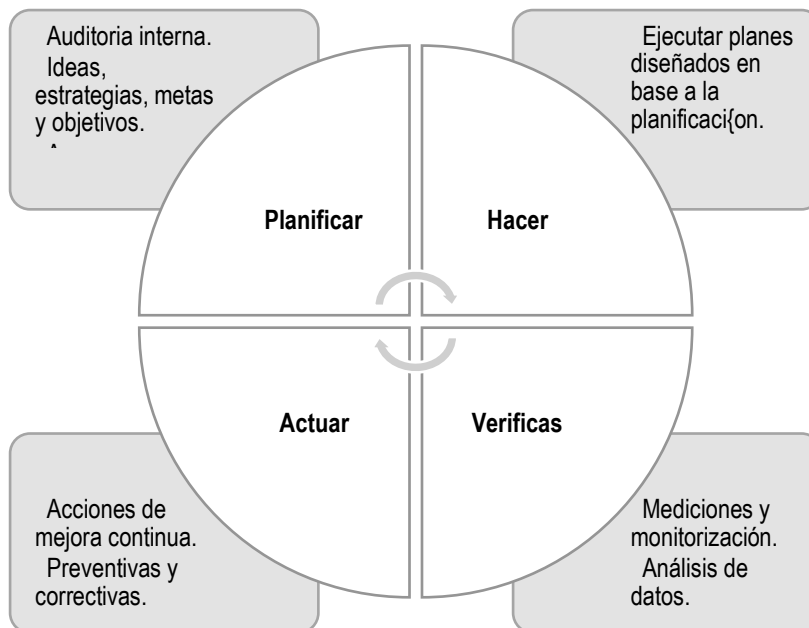 Auditoria interna.
Ideas,
estrategias, metas
y objetivos.
Ejecutar planes
diseñados en
base a la
planificaci{on.
Planificar
Hacer
Actuar
Verificas
Acciones de
mejora continua.
Preventivas y
correctivas.
Mediciones y
monitorización.
Análisis de
datos.